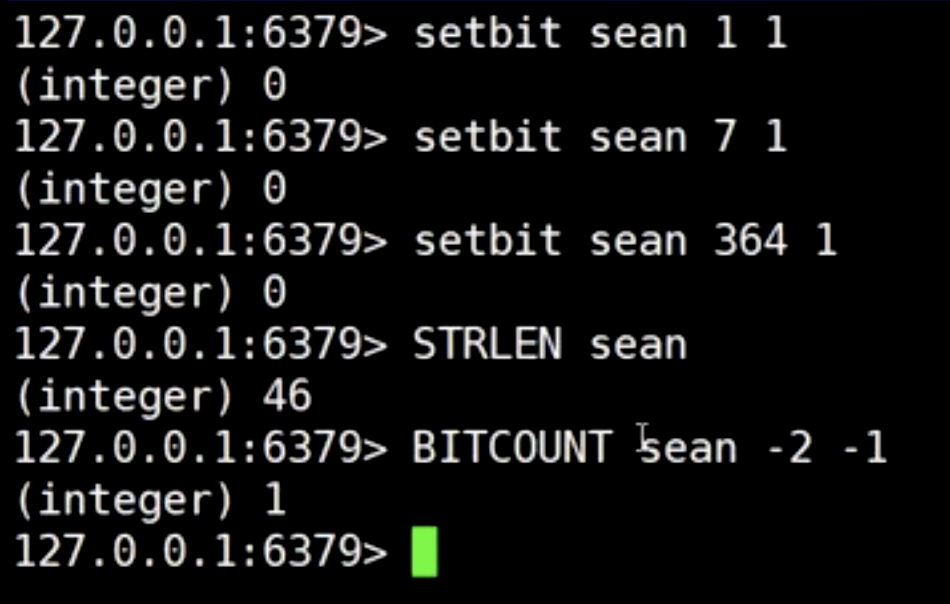 127.0.0.1:6379> setbit sean 1 1
(integer) 0
127.0.0.1:6379> setbit sean 7 1
(integer) 0
127.0.0.1:6379> setbit sean 364 1
(integer) 0
127.0.0.1:6379> STRLEN sean
(integer) 46
127.0.0.1:6379> BITCOUNT sean -2 -1
(integer) 1
127.0.0.1:6379>